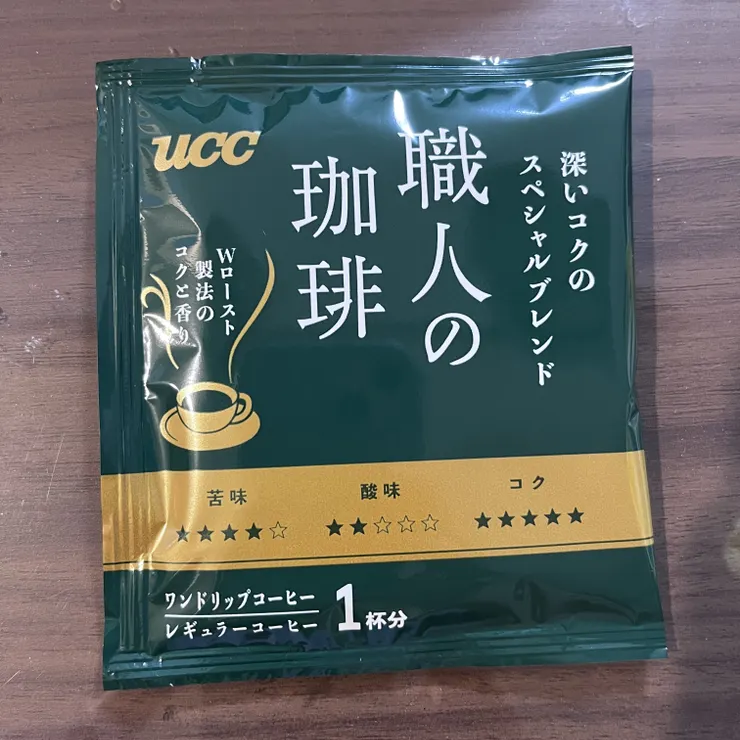 UCC
深いコクの
スペシャルブレンド
職人の
珈琲
Wロースト
製法の
コクと香り
苦味
★★★★☆
酸味
★★☆☆☆
コク
★★★★★
ワンドリップコーヒー
レギュラーコーヒー
1杯分